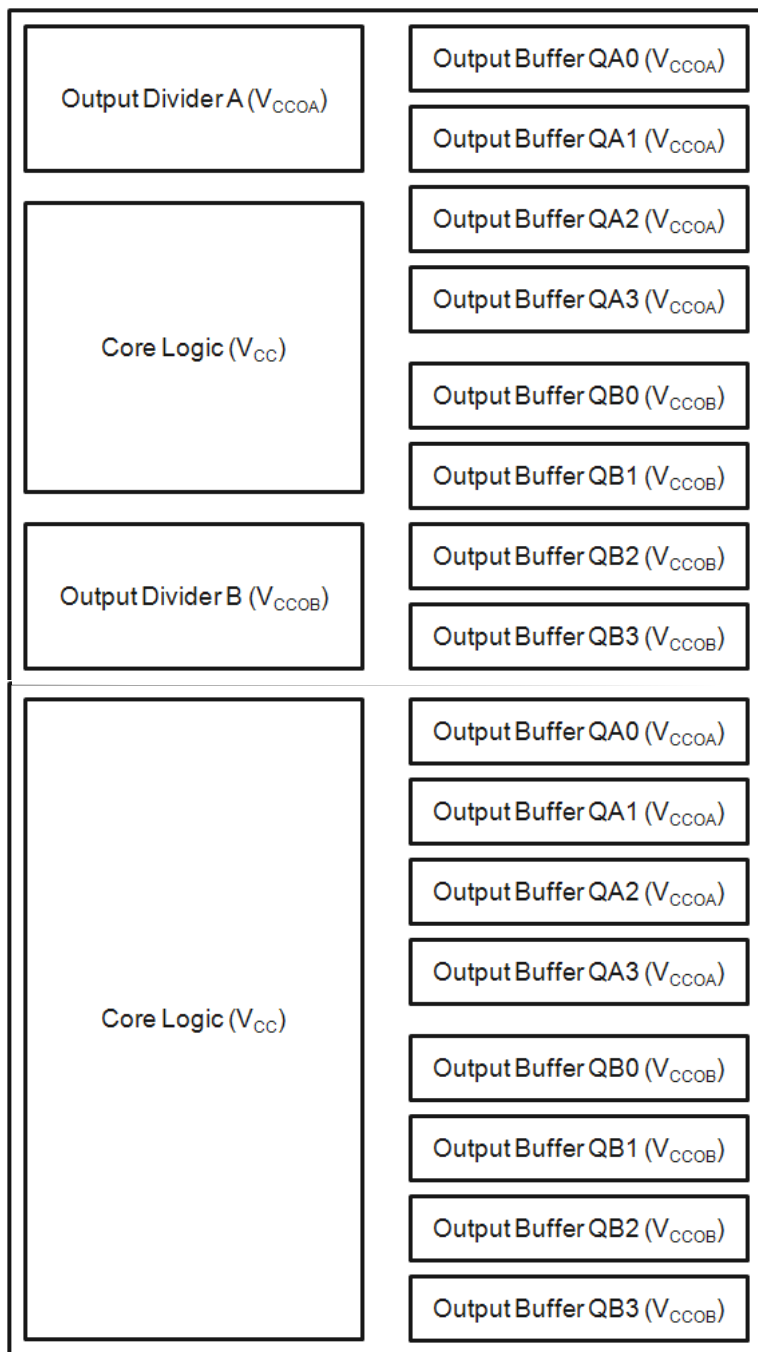 Output Divider A (VCCOA)
Core Logic (VCC)
Output Divider B (VCCOB)
Output Buffer QA0 (VCCOA)
Output Buffer QA1 (VCCOA)
Output Buffer QA2 (VCCOA)
Output Buffer QA3 (VCCOA)
Output Buffer QB0 (VCCOB)
Output Buffer QB1 (VCCOB)
Output Buffer QB2 (VCCOB)
Output Buffer QB3 (VCCOB)
Core Logic (VCC)
Output Buffer QA0 (VCCOA)
Output Buffer QA1 (VCCOA)
Output Buffer QA2 (VCCOA)
Output Buffer QA3 (VCCOA)
Output Buffer QB0 (VCCOB)
Output Buffer QB1 (VCCOB)
Output Buffer QB2 (VCCOB)
Output Buffer QB3 (VCCOB)